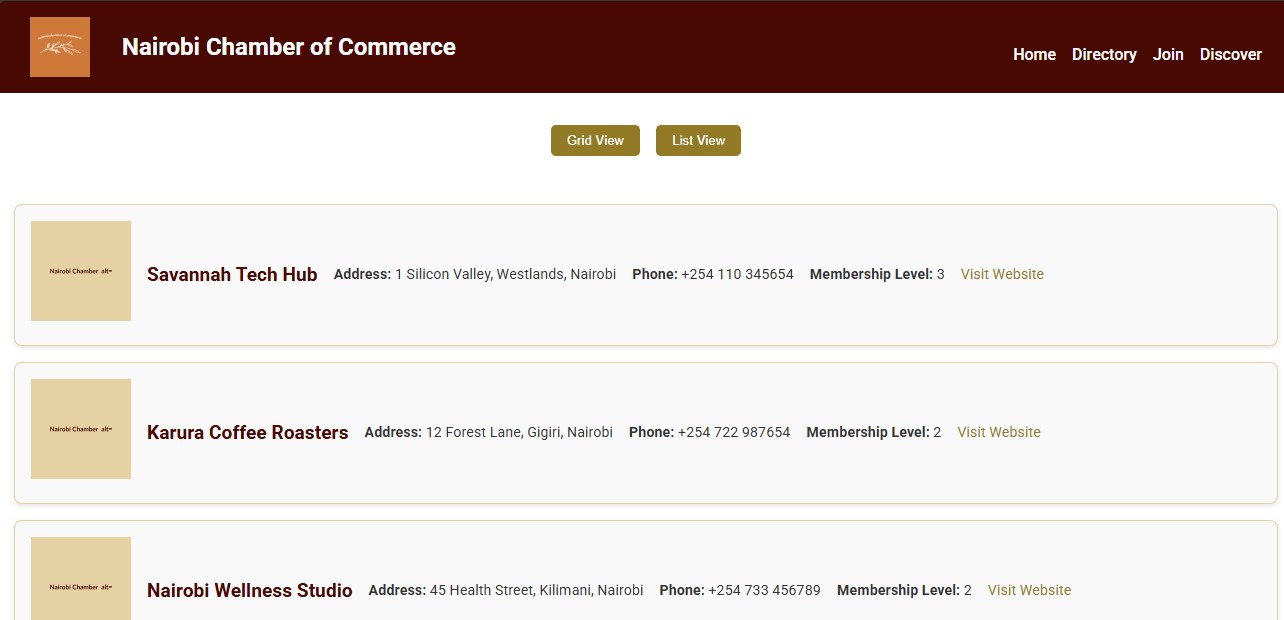 Nairobi Chamber of Commerce
Home Directory Join Discover
Grid View List View
Nairobi Chamber alt=
Savannah Tech Hub Address: 1 Silicon Valley, Westlands, Nairobi Phone: +254 110 345654 Membership Level: 3 Visit Website
Nairobi Chamber alt=
Karura Coffee Roasters Address: 12 Forest Lane, Gigiri, Nairobi Phone: +254 722 987654 Membership Level: 2 Visit Website
Nairobi Chamber alt=
Nairobi Wellness Studio Address: 45 Health Street, Kilimani, Nairobi Phone: +254 733 456789 Membership Level: 2 Visit Website